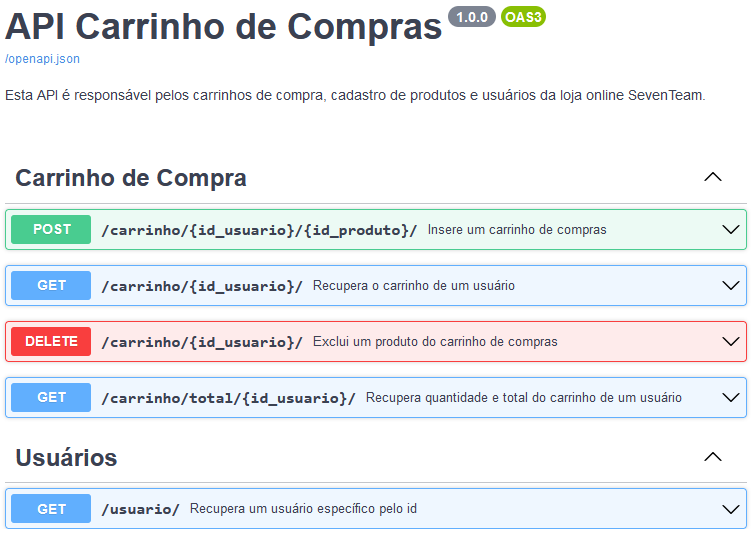 API Carrinho de Compras 1.0.0 OAS3
/openapi.json
Esta API é responsável pelos carrinhos de compra, cadastro de produtos e usuários da loja online SevenTeam.
Carrinho de Compra
POST /carrinho/{id_usuario}/{id_produto}/ Insere um carrinho de compras
GET /carrinho/{id_usuario}/ Recupera o carrinho de um usuário
DELETE /carrinho/{id_usuario}/ Exclui um produto do carrinho de compras
GET /carrinho/total/{id_usuario}/ Recupera quantidade e total do carrinho de um usuário
Usuários
GET /usuario/ Recupera um usuário específico pelo id